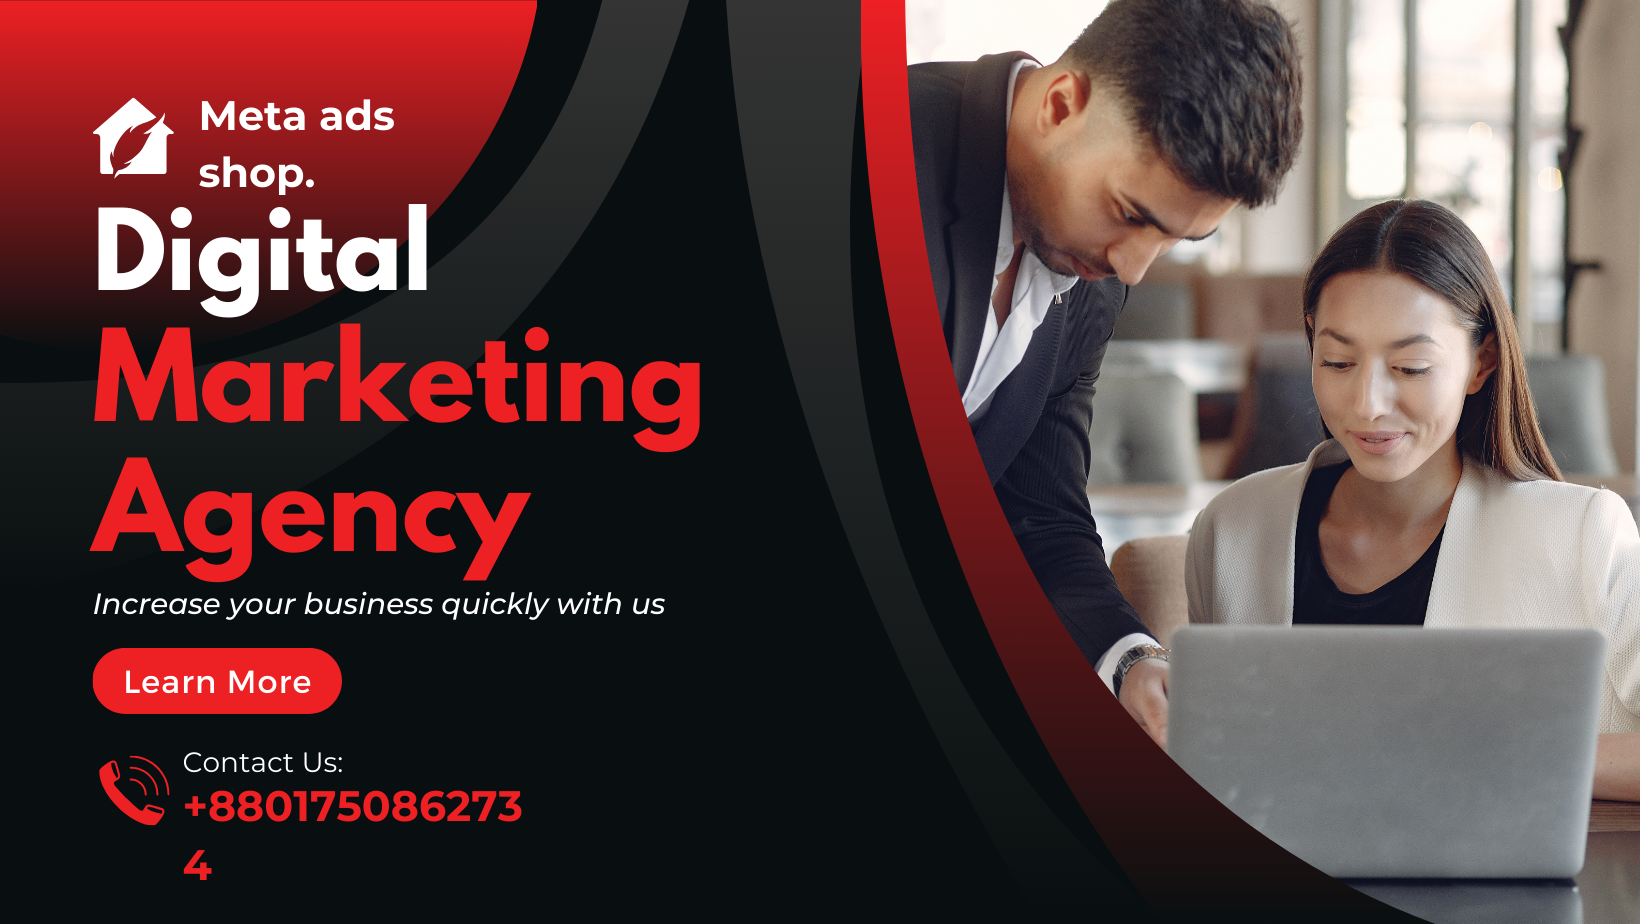 Meta ads
shop.
Digital
Marketing
Agency
Increase your business quickly with us
Learn More
Contact Us:
+880175086273
4